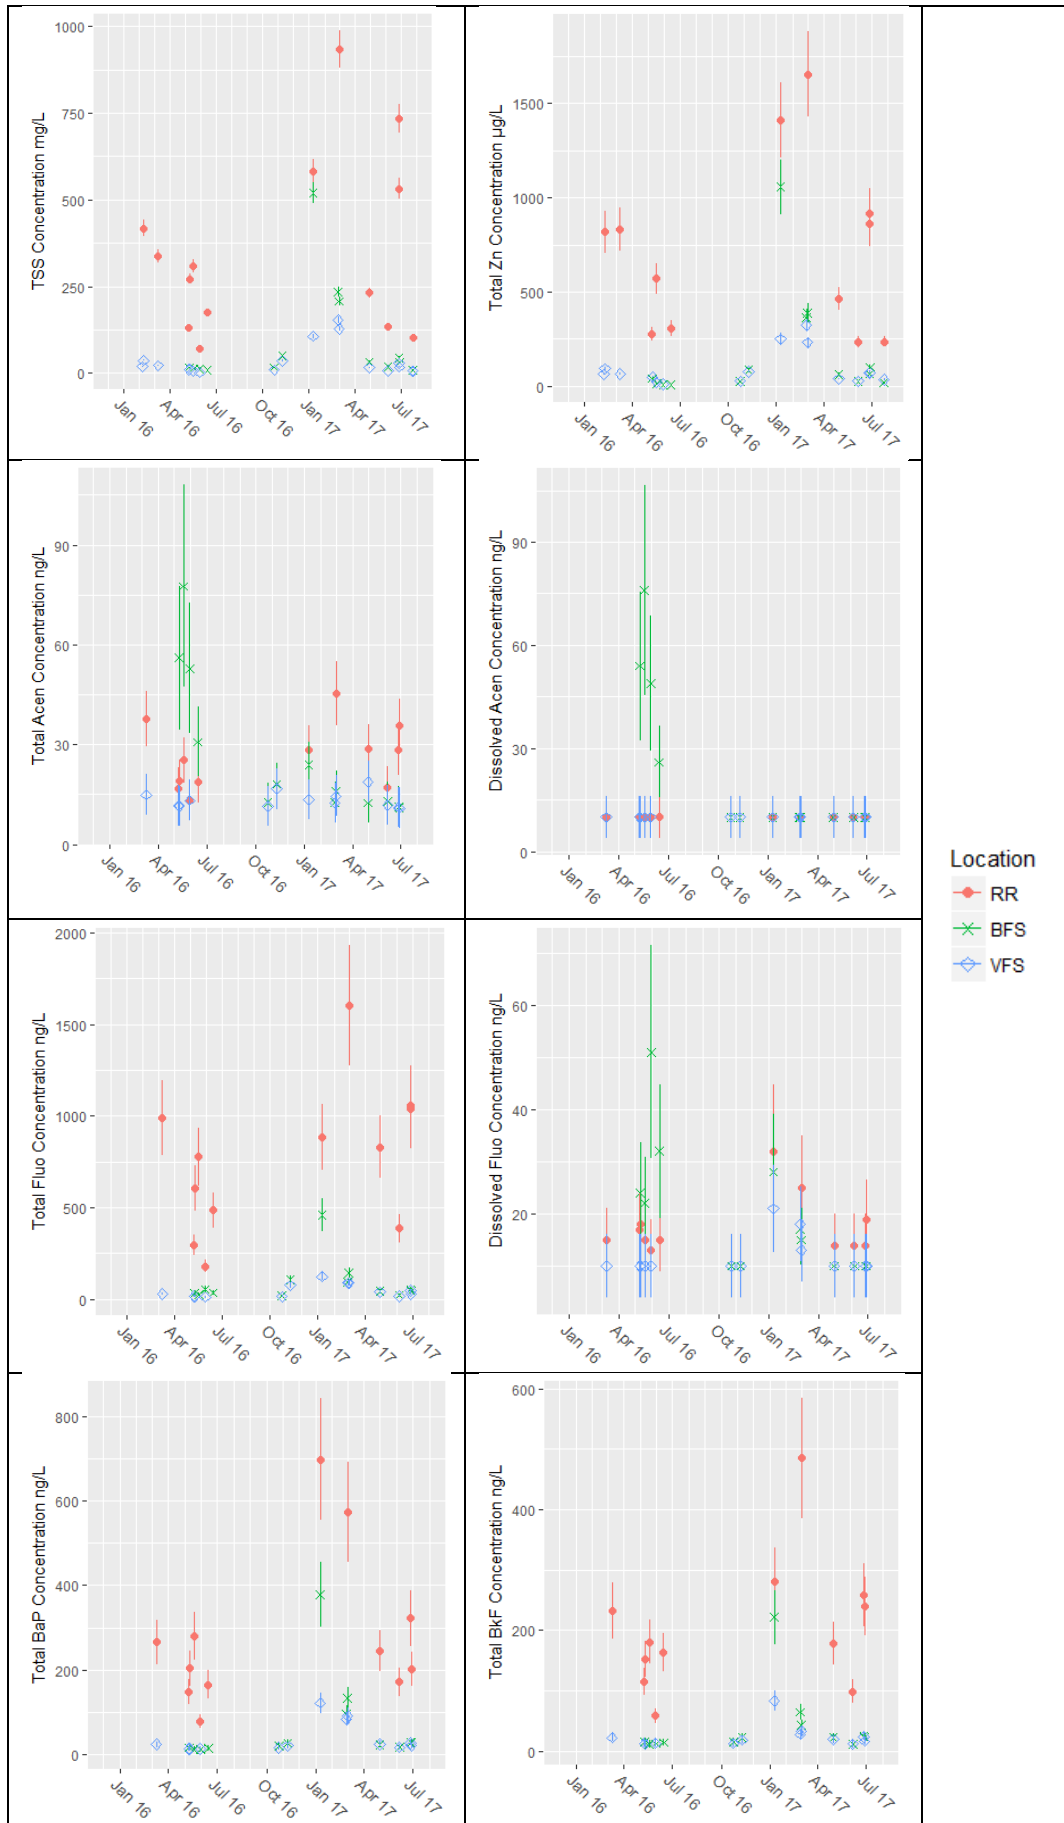 TSS Concentration mg/L
1000
750
500
250
0
Jan 16
Apr 16
Jul 16
Oct 16
Jan 17
Apr 17
Jul 17
Total Zn Concentration µg/L
1500
1000
500
0
Jan 16
Apr 16
Jul 16
Oct 16
Jan 17
Apr 17
Jul 17
Total Acen Concentration ng/L
90
60
30
0
Jan 16
Apr 16
Jul 16
Oct 16
Jan 17
Apr 17
Jul 17
Dissolved Acen Concentration ng/L
90
60
30
0
Jan 16
Apr 16
Jul 16
Oct 16
Jan 17
Apr 17
Jul 17
Location
RR
BFS
VFS
Total Fluo Concentration ng/L
2000
1500
1000
500
0
Jan 16
Apr 16
Jul 16
Oct 16
Jan 17
Apr 17
Jul 17
Dissolved Fluo Concentration ng/L
60
40
20
Jan 16
Apr 16
Jul 16
Oct 16
Jan 17
Apr 17
Jul 17
Total BaP Concentration ng/L
800
600
400
200
0
Jan 16
Apr 16
Jul 16
Oct 16
Jan 17
Apr 17
Jul 17
Total BkF Concentration ng/L
600
400
200
0
Jan 16
Apr 16
Jul 16
Oct 16
Jan 17
Apr 17
Jul 17